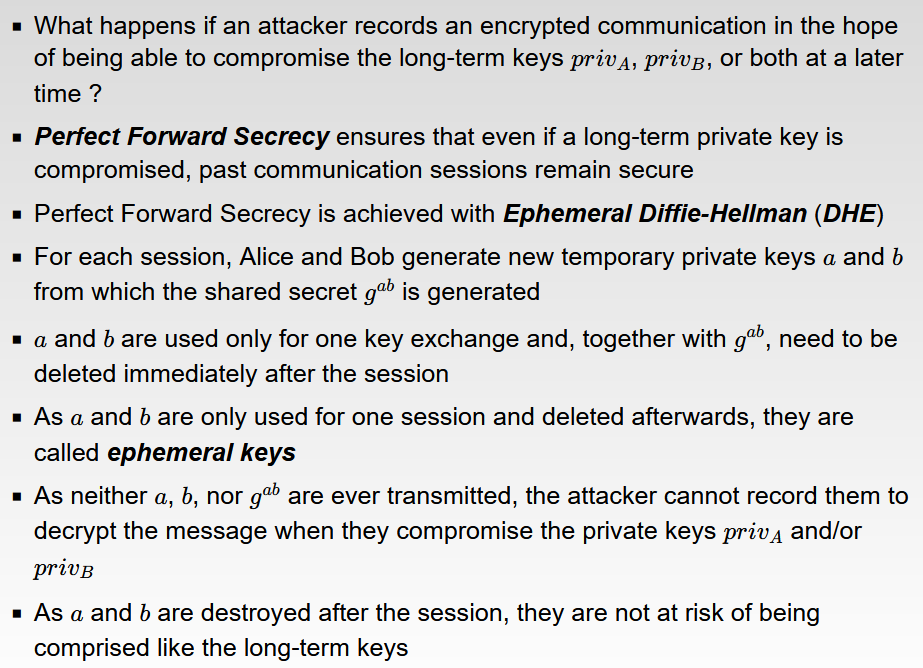 ▪ What happens if an attacker records an encrypted communication in the hope
of being able to compromise the long-term keys priv_A, priv_B, or both at a later
time ?
▪ Perfect Forward Secrecy ensures that even if a long-term private key is
compromised, past communication sessions remain secure
▪ Perfect Forward Secrecy is achieved with Ephemeral Diffie-Hellman (DHE)
▪ For each session, Alice and Bob generate new temporary private keys a and b
from which the shared secret g^ab is generated
▪ a and b are used only for one key exchange and, together with g^ab, need to be
deleted immediately after the session
▪ As a and b are only used for one session and deleted afterwards, they are
called ephemeral keys
▪ As neither a, b, nor g^ab are ever transmitted, the attacker cannot record them to
decrypt the message when they compromise the private keys priv_A and/or
priv_B
▪ As a and b are destroyed after the session, they are not at risk of being
comprised like the long-term keys